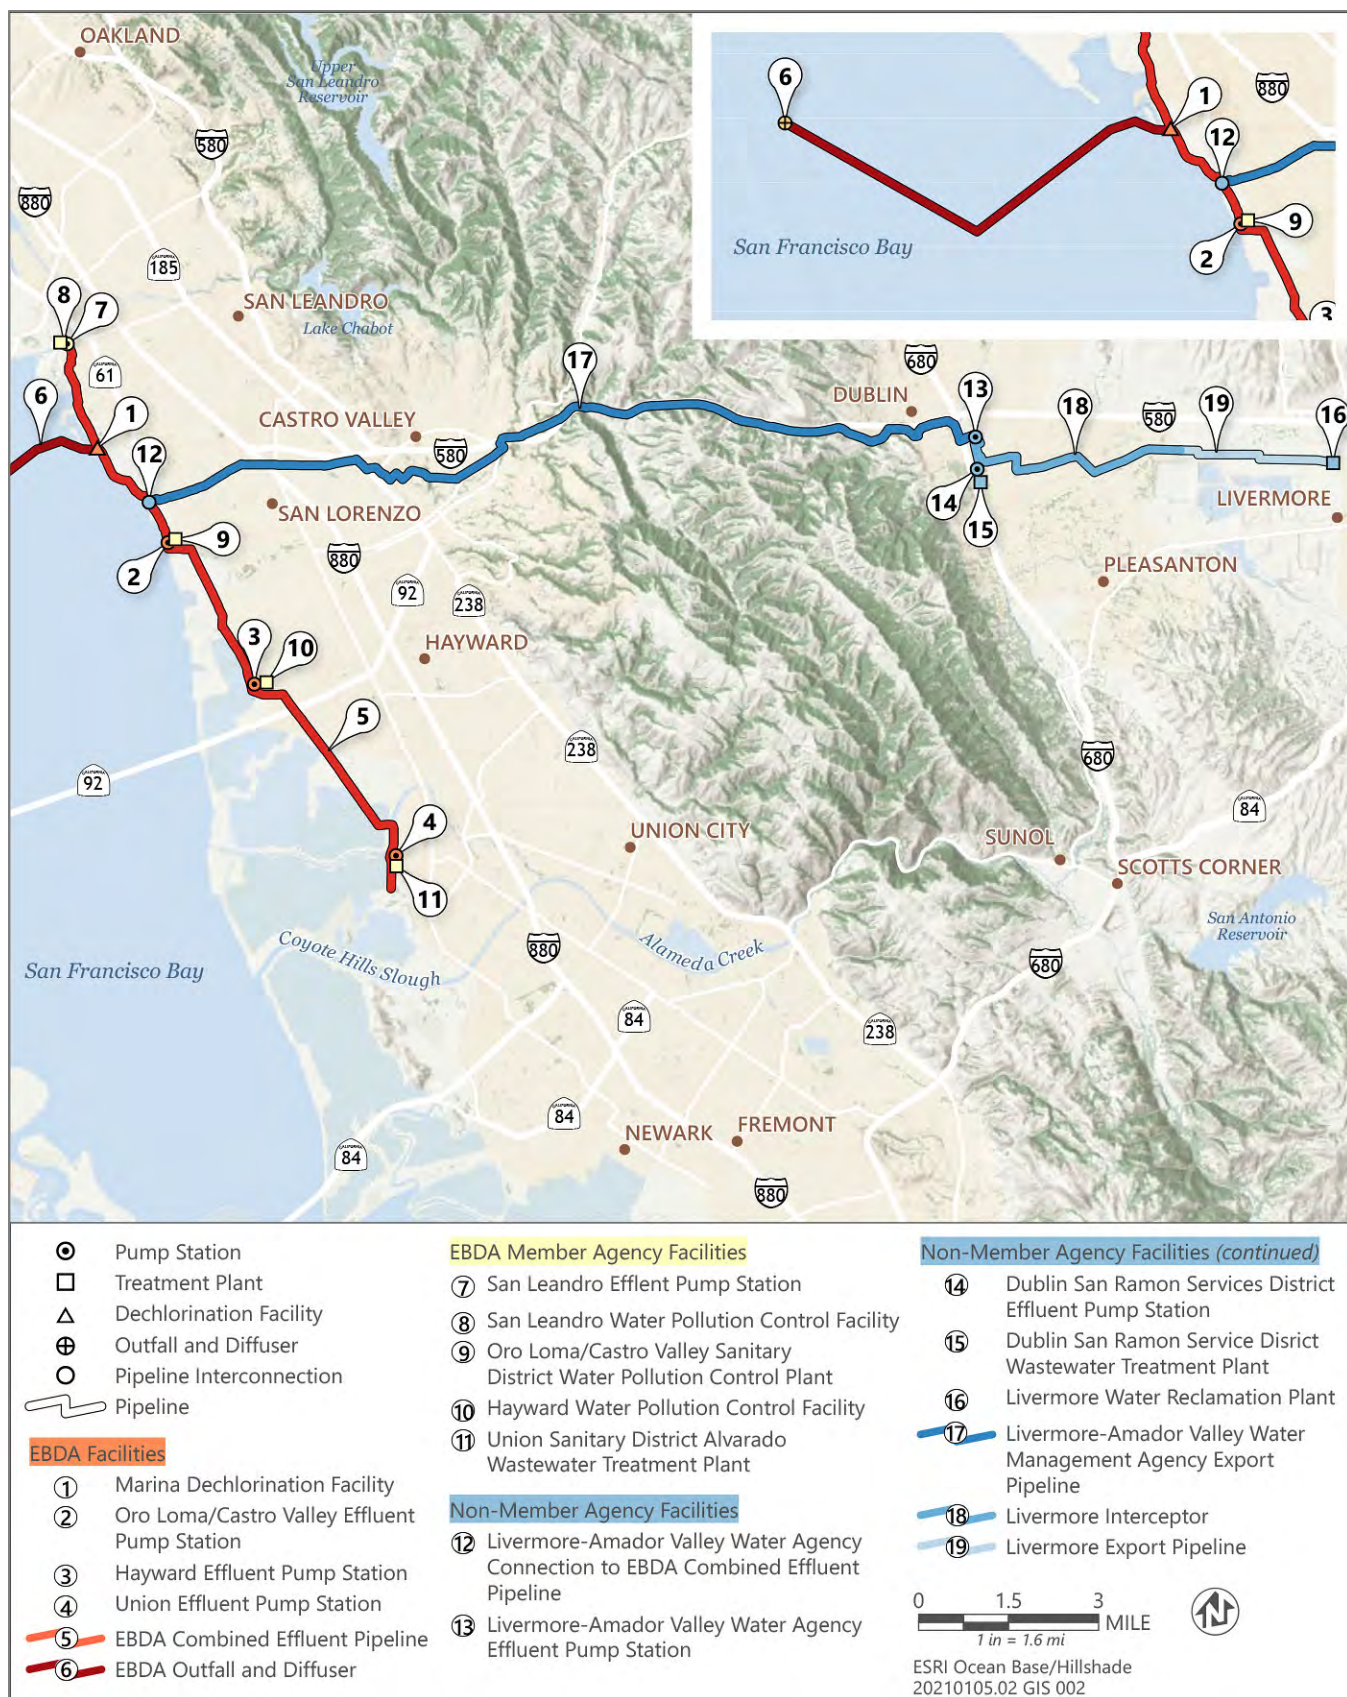 OAKLAND
Upper
San Leandro
Reservoir
580
880
CALIFORNIA
185
SAN LEANDRO
Lake Chabot
8
7
CALIFORNIA
61
6
1
12
CASTRO VALLEY
580
17
SAN LORENZO
9
2
880
CALIFORNIA
92
CALIFORNIA
238
3
10
HAYWARD
5
CALIFORNIA
92
CALIFORNIA
238
4
11
UNION CITY
Coyote Hills Slough
880
Alameda Creek
San Francisco Bay
CALIFORNIA
84
CALIFORNIA
238
CALIFORNIA
84
CALIFORNIA
84
NEWARK
FREMONT
880
6
1
880
12
9
2
3
San Francisco Bay
680
DUBLIN
13
18
580
19
16
14
15
LIVERMORE
PLEASANTON
680
CALIFORNIA
84
SUNOL
SCOTTS CORNER
San Antonio
Reservoir
680
Pump Station
Treatment Plant
Dechlorination Facility
Outfall and Diffuser
Pipeline Interconnection
Pipeline
EBDA Facilities
1 Marina Dechlorination Facility
2 Oro Loma/Castro Valley Effluent
Pump Station
3 Hayward Effluent Pump Station
4 Union Effluent Pump Station
5 EBDA Combined Effluent Pipeline
6 EBDA Outfall and Diffuser
EBDA Member Agency Facilities
7 San Leandro Efflent Pump Station
8 San Leandro Water Pollution Control Facility
9 Oro Loma/Castro Valley Sanitary
District Water Pollution Control Plant
10 Hayward Water Pollution Control Facility
11 Union Sanitary District Alvarado
Wastewater Treatment Plant
Non-Member Agency Facilities
12 Livermore-Amador Valley Water Agency
Connection to EBDA Combined Effluent
Pipeline
13 Livermore-Amador Valley Water Agency
Effluent Pump Station
Non-Member Agency Facilities (continued)
14 Dublin San Ramon Services District
Effluent Pump Station
15 Dublin San Ramon Service Disrict
Wastewater Treatment Plant
16 Livermore Water Reclamation Plant
17 Livermore-Amador Valley Water
Management Agency Export
Pipeline
18 Livermore Interceptor
19 Livermore Export Pipeline
0 1.5 3
MILE
1 in = 1.6 mi
N
ESRI Ocean Base/Hillshade
20210105.02 GIS 002